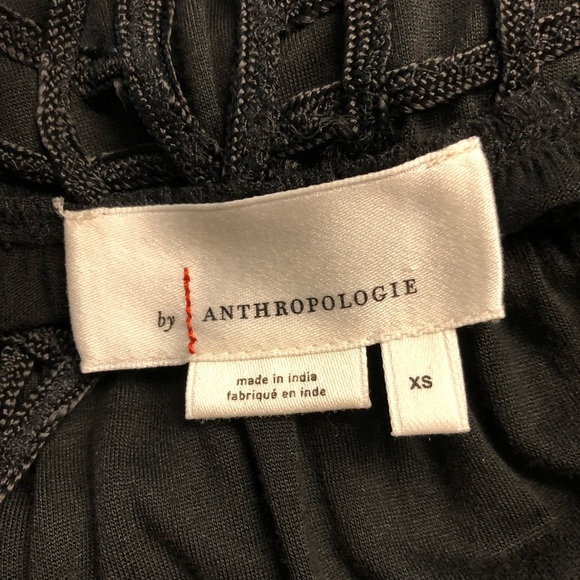 by ANTHROPOLOGIE
made in india
fabriqué en inde
XS